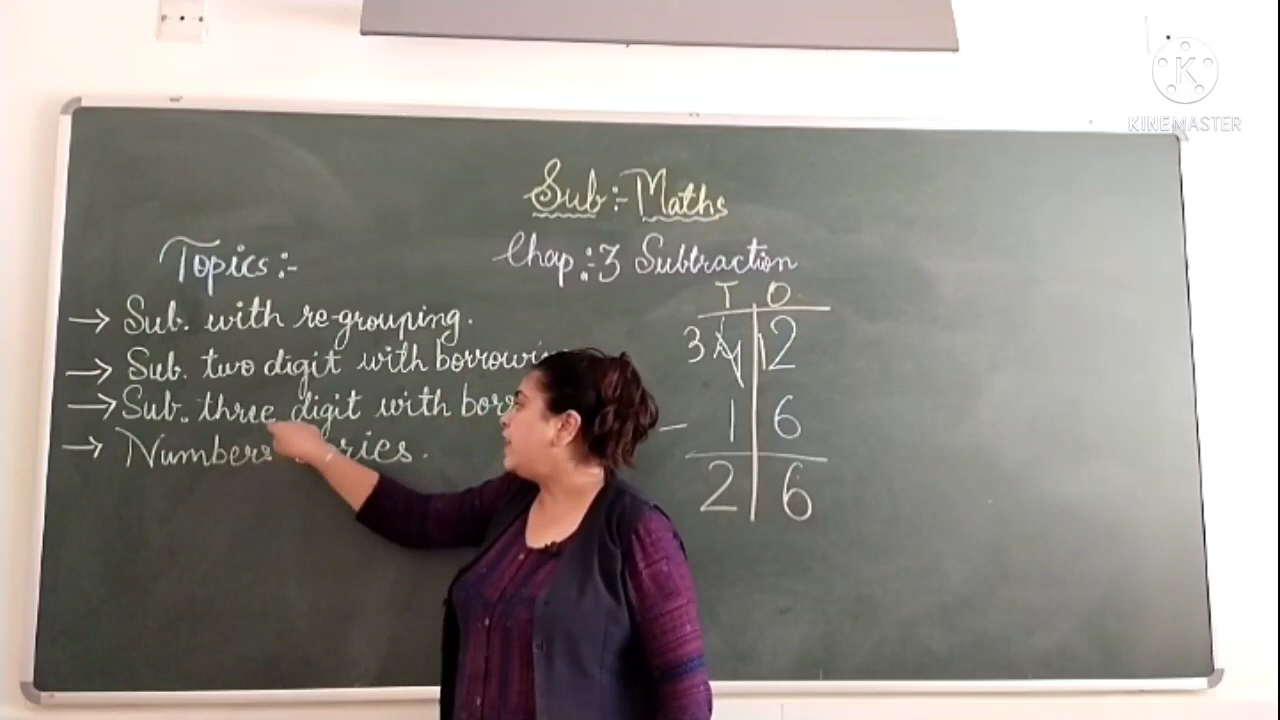 K
KINEMASTER
Sub:- Maths
Chap:- 3 Subtraction
Topics:-
→ Sub. with re-grouping.
→ Sub. two digit with
→ Sub. three digit with
→ Numbers
T O
3 4 12
- 1 6
2 6